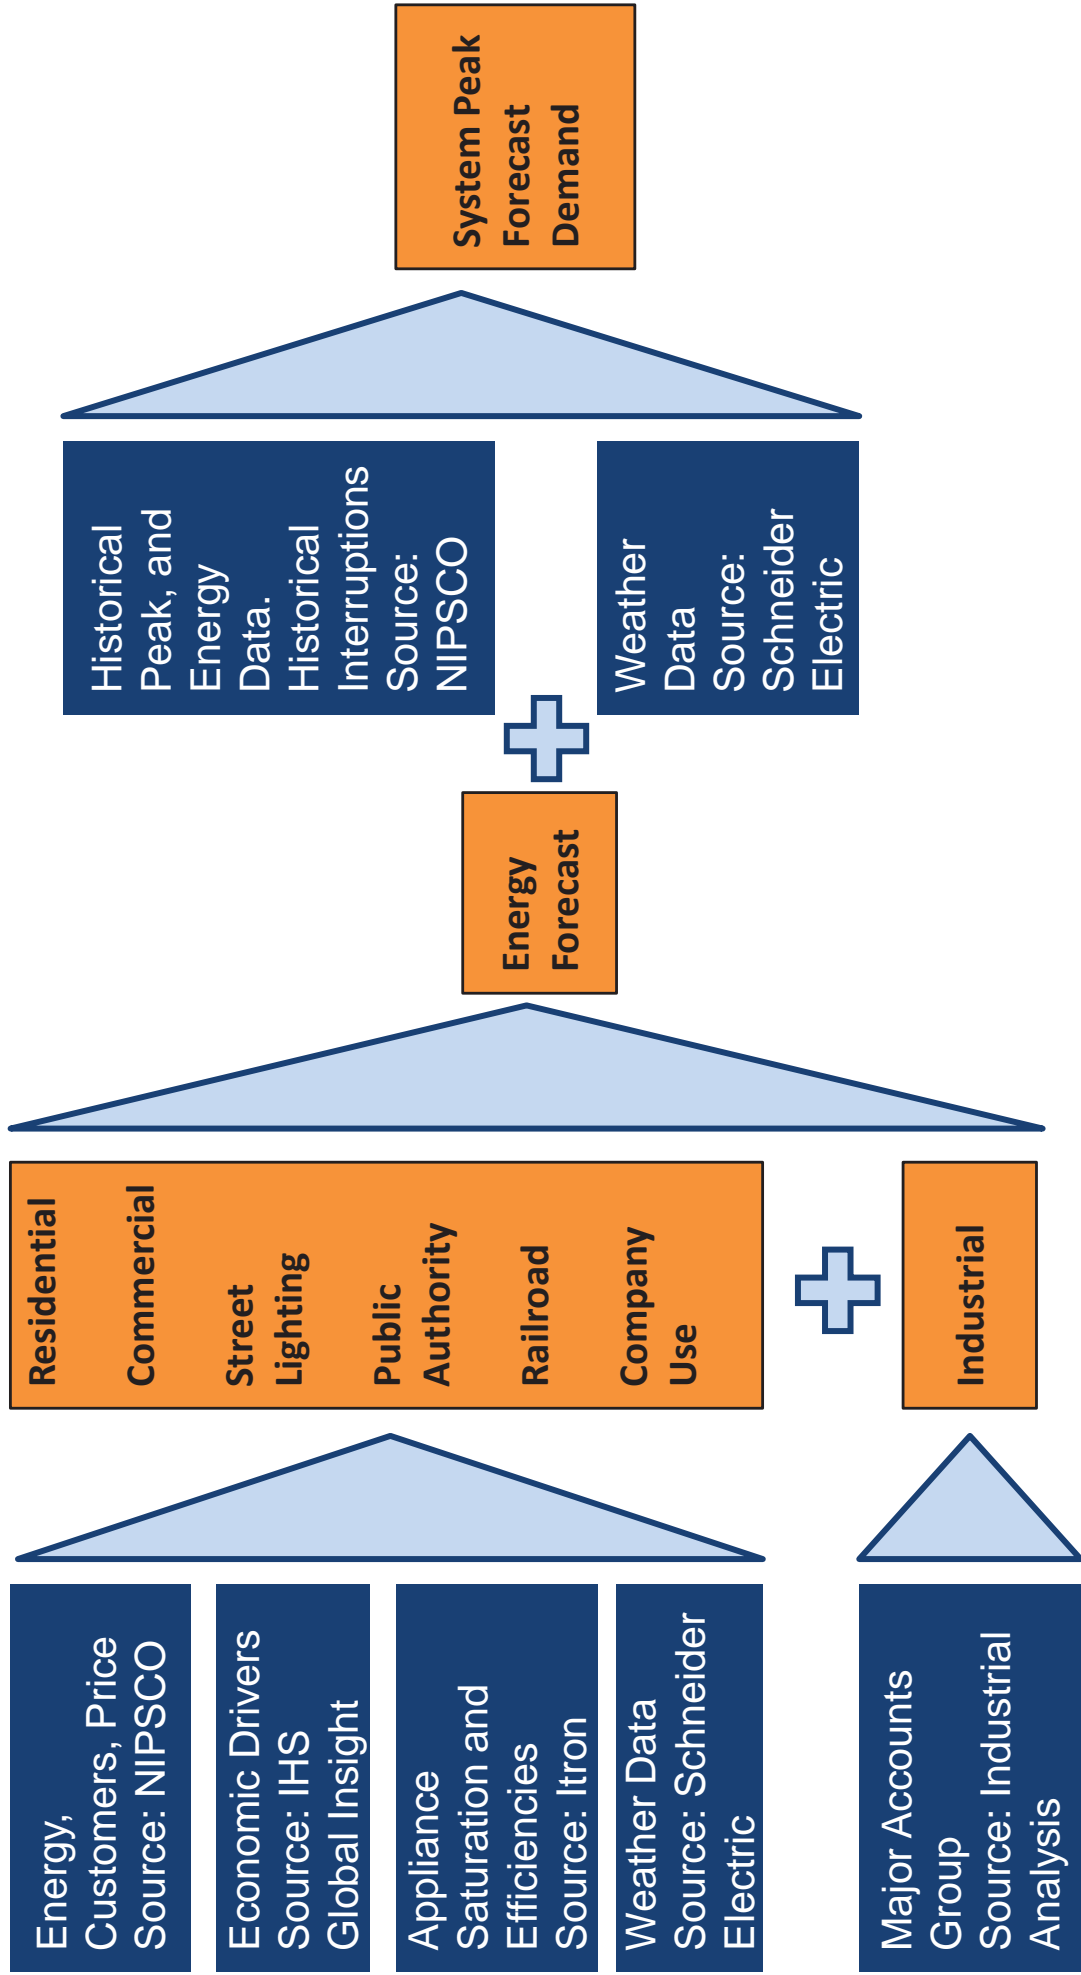 Energy,
Customers, Price
Source: NIPSCO
Economic Drivers
Source: IHS
Global Insight
Appliance
Saturation and
Efficiencies
Source: Itron
Weather Data
Source: Schneider
Electric
Major Accounts
Group
Source: Industrial
Analysis
Residential
Commercial
Street
Lighting
Public
Authority
Railroad
Company
Use
Industrial
Energy
Forecast
Historical
Peak, and
Energy
Data.
Historical
Interruptions
Source:
NIPSCO
Weather
Data
Source:
Schneider
Electric
System Peak
Forecast
Demand